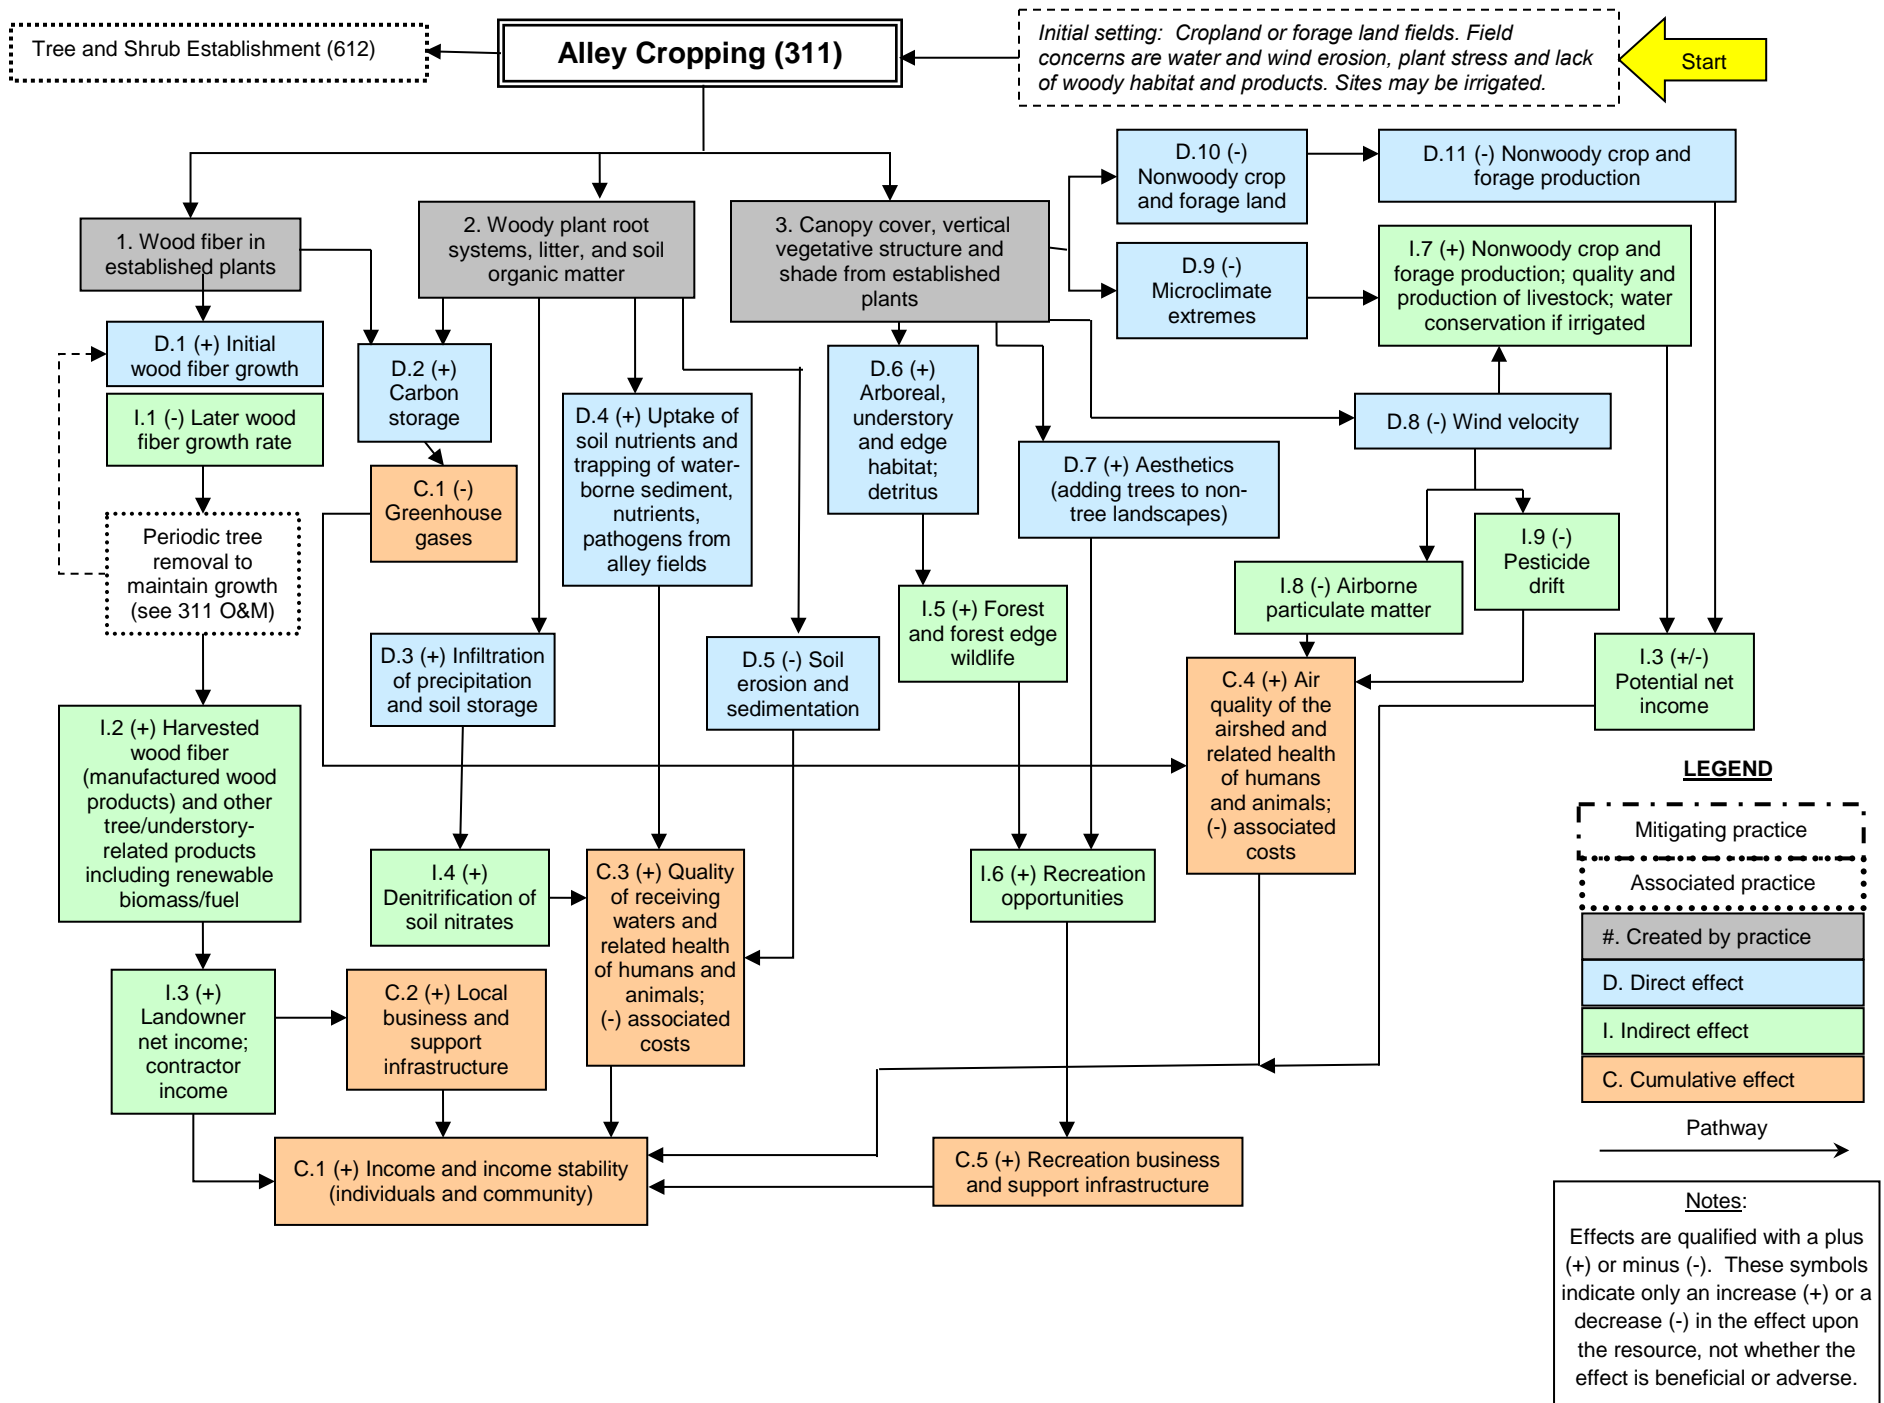 Tree and Shrub Establishment (612)
Alley Cropping (311)
Initial setting:  Cropland or forage land fields. Field
concerns are water and wind erosion, plant stress and lack
of woody habitat and products. Sites may be irrigated.
Start
D.10 (-)
Nonwoody crop
and forage land
D.11 (-) Nonwoody crop and
forage production
1. Wood fiber in
established plants
2. Woody plant root
systems, litter, and soil
organic matter
3. Canopy cover, vertical
vegetative structure and
shade from established
plants
D.9 (-)
Microclimate
extremes
I.7 (+) Nonwoody crop and
forage production; quality and
production of livestock; water
conservation if irrigated
D.1 (+) Initial
wood fiber growth
I.1 (-) Later wood
fiber growth rate
D.2 (+)
Carbon
storage
D.4 (+) Uptake of
soil nutrients and
trapping of water-
borne sediment,
nutrients,
pathogens from
alley fields
D.6 (+)
Arboreal,
understory
and edge
habitat;
detritus
D.7 (+) Aesthetics
(adding trees to non-
tree landscapes)
D.8 (-) Wind velocity
C.1 (-)
Greenhouse
gases
Periodic tree
removal to
maintain growth
(see 311 O&M)
I.9 (-)
Pesticide
drift
I.8 (-) Airborne
particulate matter
I.5 (+) Forest
and forest edge
wildlife
D.3 (+) Infiltration
of precipitation
and soil storage
D.5 (-) Soil
erosion and
sedimentation
C.4 (+) Air
quality of the
airshed and
related health
of humans
and animals;
(-) associated
costs
I.3 (+/-)
Potential net
income
I.2 (+) Harvested
wood fiber
(manufactured wood
products) and other
tree/understory-
related products
including renewable
biomass/fuel
I.4 (+)
Denitrification of
soil nitrates
C.3 (+) Quality
of receiving
waters and
related health
of humans and
animals;
(-) associated
costs
I.6 (+) Recreation
opportunities
I.3 (+)
Landowner
net income;
contractor
income
C.2 (+) Local
business and
support
infrastructure
C.1 (+) Income and income stability
(individuals and community)
C.5 (+) Recreation business
and support infrastructure
LEGEND
Mitigating practice
Associated practice
#. Created by practice
D. Direct effect
I. Indirect effect
C. Cumulative effect
Pathway
Notes:
Effects are qualified with a plus
(+) or minus (-).  These symbols
indicate only an increase (+) or a
decrease (-) in the effect upon
the resource, not whether the
effect is beneficial or adverse.